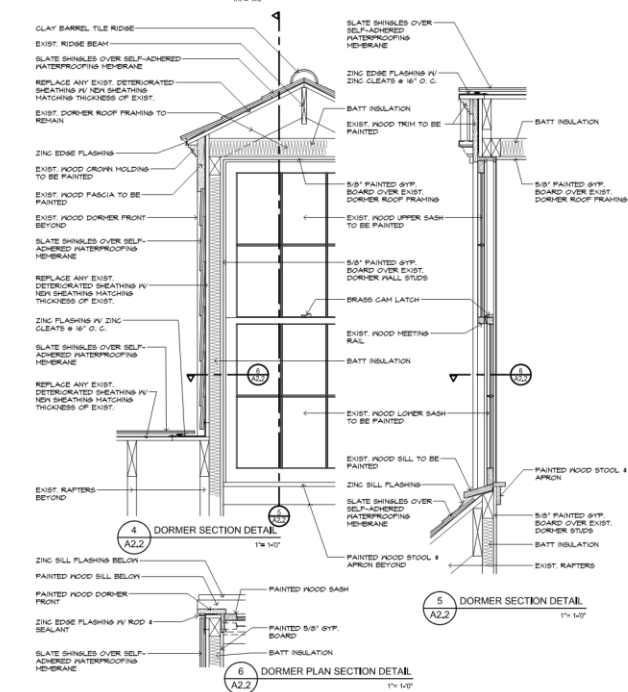 CLAY BARREL TILE RIDGE
EXIST. RIDGE BEAM
SLATE SHINGLES OVER SELF-ADHERED
WATERPROOFING MEMBRANE
REPLACE ANY EXIST. DETERIORATED
SHEATHING W/ NEW SHEATHING
MATCHING THICKNESS OF EXIST.
EXIST. DORMER ROOF FRAMING TO
REMAIN
ZINC EDGE FLASHING
EXIST. WOOD CROWN MOLDING
TO BE PAINTED
EXIST. WOOD FASCIA TO BE
PAINTED
EXIST. WOOD DORMER FRONT
BEYOND
SLATE SHINGLES OVER SELF-
ADHERED WATERPROOFING
MEMBRANE
REPLACE ANY EXIST.
DETERIORATED SHEATHING W/
NEW SHEATHING MATCHING
THICKNESS OF EXIST.
ZINC FLASHING W/ ZINC
CLEATS @ 16" O. C.
SLATE SHINGLES OVER SELF-
ADHERED WATERPROOFING
MEMBRANE
REPLACE ANY EXIST.
DETERIORATED SHEATHING W/
NEW SHEATHING MATCHING
THICKNESS OF EXIST.
EXIST. RAFTERS
BEYOND
BATT INSULATION
5/8" PAINTED GYP.
BOARD OVER EXIST.
DORMER ROOF FRAMING
EXIST. WOOD UPPER SASH
TO BE PAINTED
5/8" PAINTED GYP.
BOARD OVER EXIST.
DORMER WALL STUDS
BRASS CAM LATCH
EXIST. WOOD MEETING
RAIL
BATT INSULATION
6
A2.2
EXIST. WOOD LOWER SASH
TO BE PAINTED
PAINTED WOOD STOOL &
APRON BEYOND
5
A2.2
4
A2.2
DORMER SECTION DETAIL
1"= 1'-0"
SLATE SHINGLES OVER
SELF-ADHERED
WATERPROOFING
MEMBRANE
ZINC EDGE FLASHING W/
ZINC CLEATS @ 16" O. C.
EXIST. WOOD TRIM TO BE
PAINTED
BATT INSULATION
5/8" PAINTED GYP.
BOARD OVER EXIST.
DORMER ROOF FRAMING
6
A2.2
EXIST. WOOD SILL TO BE
PAINTED
ZINC SILL FLASHING
SLATE SHINGLES OVER
SELF-ADHERED
WATERPROOFING
MEMBRANE
PAINTED WOOD STOOL &
APRON
5/8" PAINTED GYP.
BOARD OVER EXIST.
DORMER STUDS
BATT INSULATION
EXIST. RAFTERS
5
A2.2
DORMER SECTION DETAIL
1"= 1'-0"
ZINC SILL FLASHING BELOW
PAINTED WOOD SILL BELOW
PAINTED WOOD DORMER
FRONT
ZINC EDGE FLASHING W/ ROD &
SEALANT
SLATE SHINGLES OVER SELF-
ADHERED WATERPROOFING
MEMBRANE
PAINTED WOOD SASH
PAINTED 5/8" GYP.
BOARD
BATT INSULATION
6
A2.2
DORMER PLAN SECTION DETAIL
1"= 1'-0"